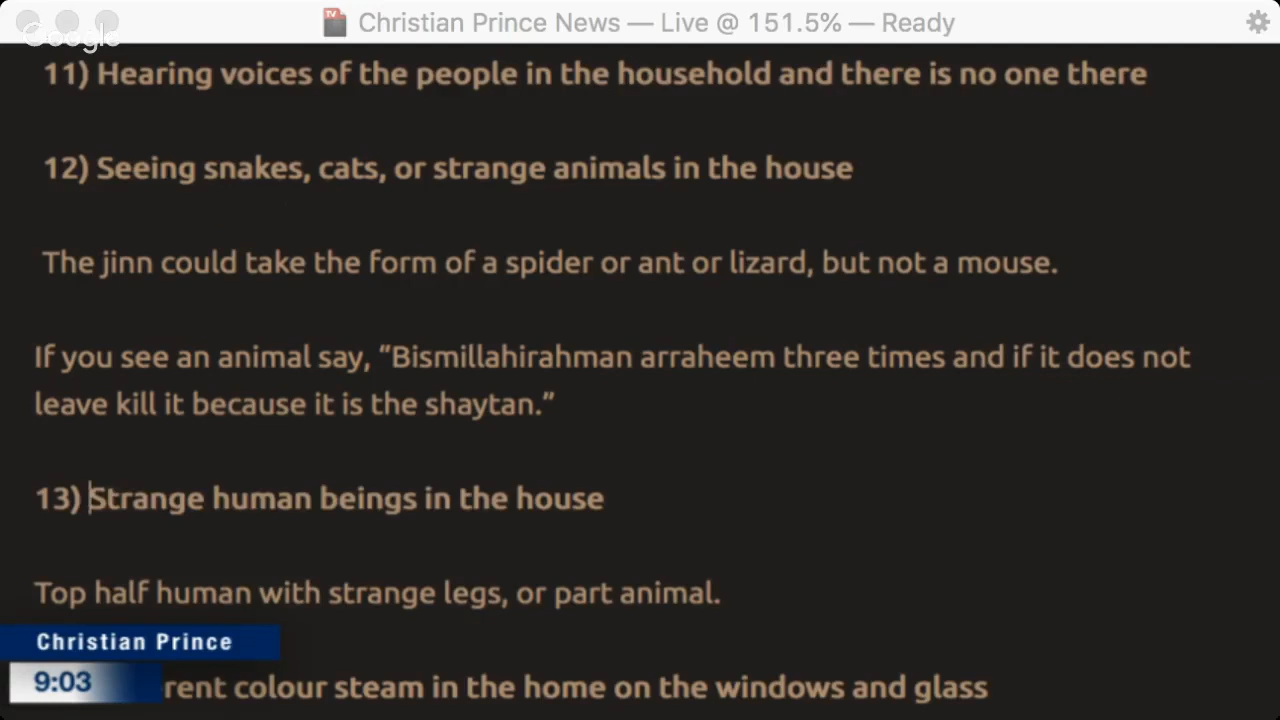 Christian Prince News — Live @ 151.5% — Ready
Google
11) Hearing voices of the people in the household and there is no one there
12) Seeing snakes, cats, or strange animals in the house
The jinn could take the form of a spider or ant or lizard, but not a mouse.
If you see an animal say, “Bismillahirahman arraheem three times and if it does not
leave kill it because it is the shaytan.”
13) Strange human beings in the house
Top half human with strange legs, or part animal.
Christian Prince
9:03
rent colour steam in the home on the windows and glass